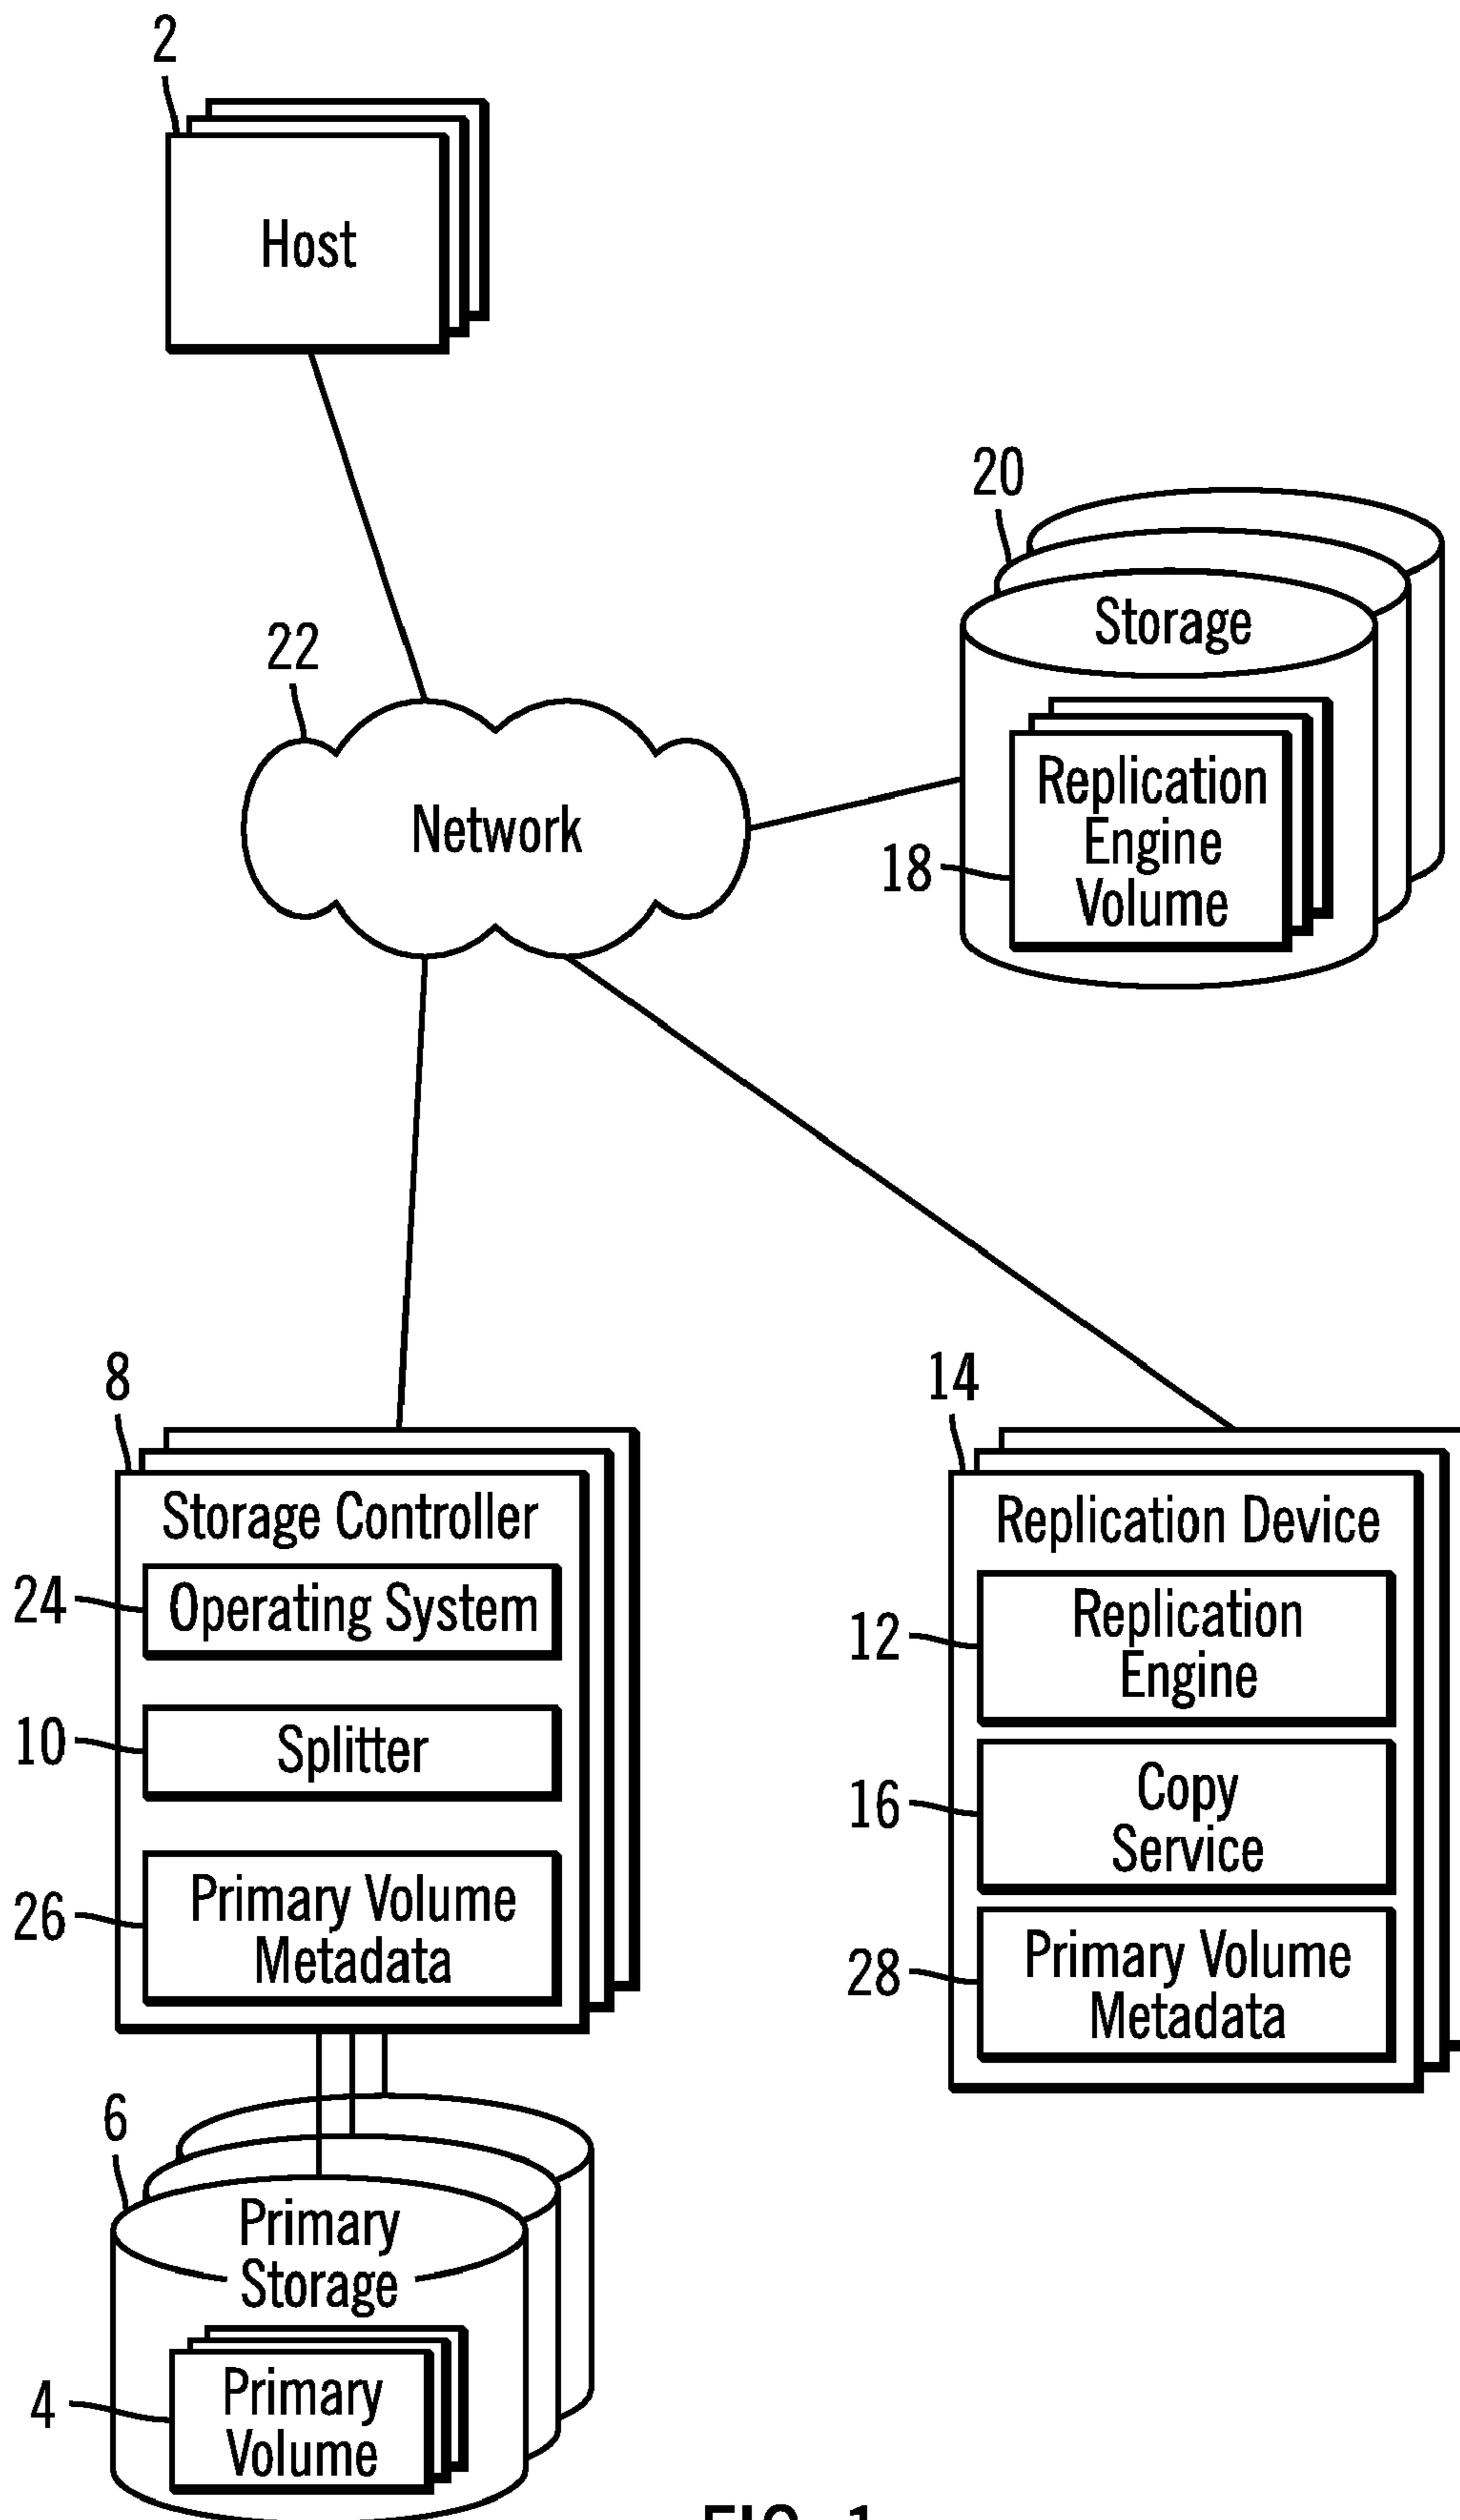 2
Host
20
Storage
22
Network
Replication
Engine
Volume
18
8
Storage Controller
24
Operating System
10
Splitter
26
Primary Volume
Metadata
14
Replication Device
12
Replication
Engine
16
Copy
Service
28
Primary Volume
Metadata
6
Primary
Storage
4
Primary
Volume
FIG. 1